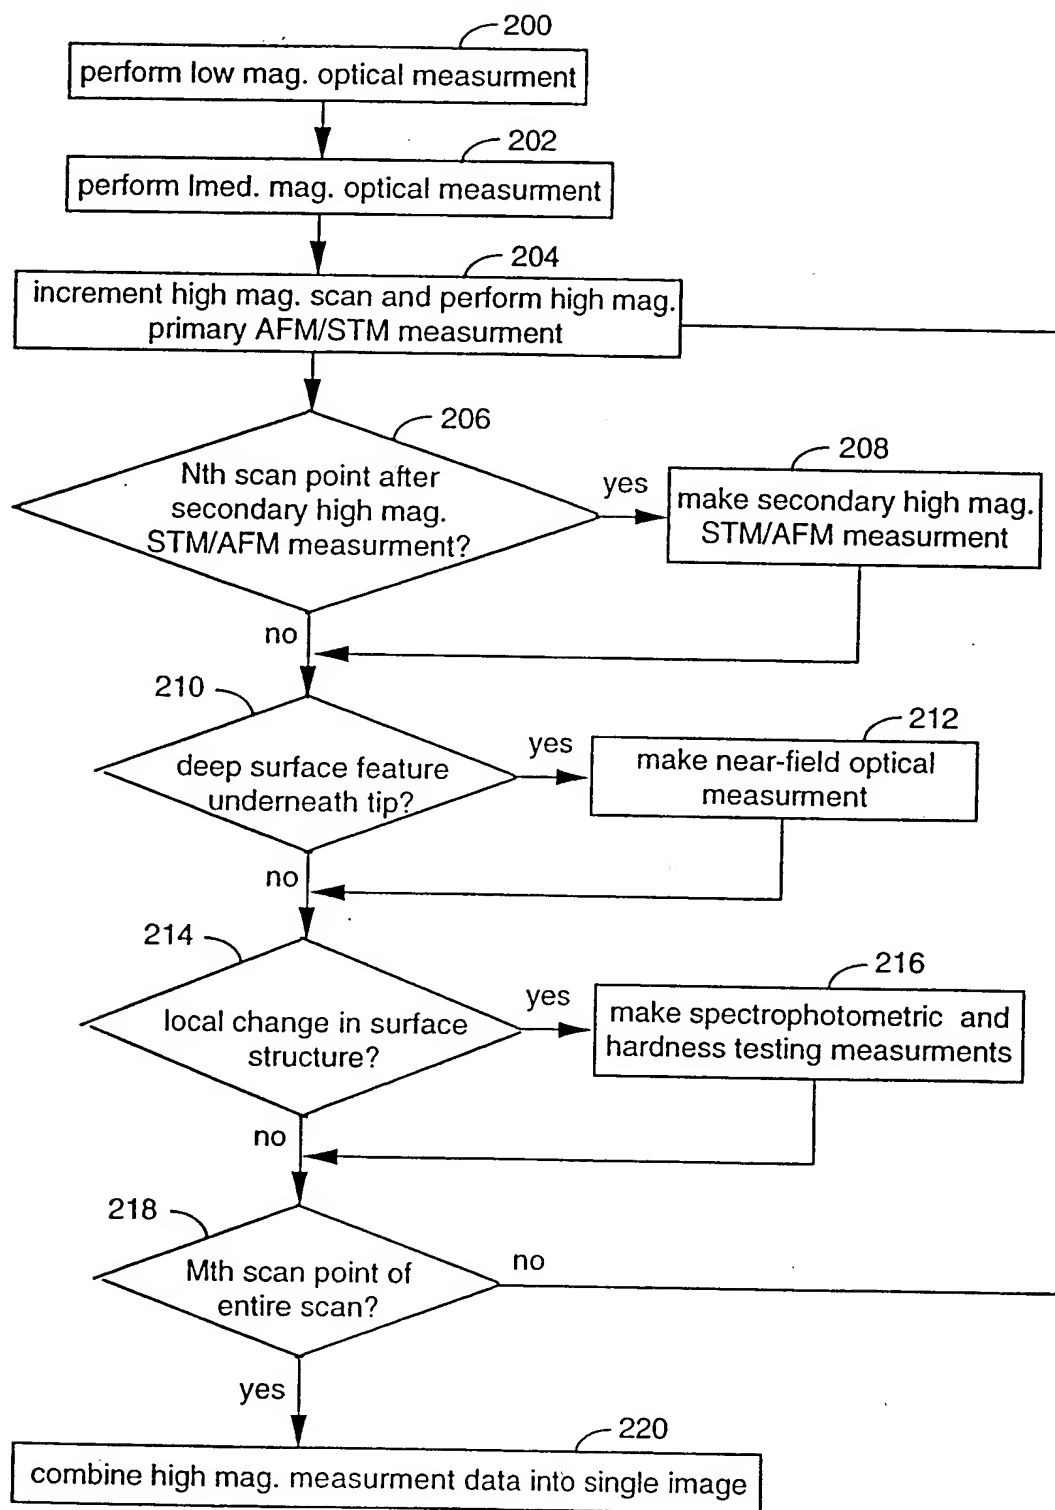 200
perform low mag. optical measurment
202
perform Imed. mag. optical measurment
204
increment high mag. scan and perform high mag.
primary AFM/STM measurment
206
Nth scan point after
secondary high mag.
STM/AFM measurment?
yes
208
make secondary high mag.
STM/AFM measurment
no
210
deep surface feature
underneath tip?
yes
212
make near-field optical
measurment
no
214
local change in surface
structure?
yes
216
make spectrophotometric and
hardness testing measurments
no
218
Mth scan point of
entire scan?
no
yes
220
combine high mag. measurment data into single image